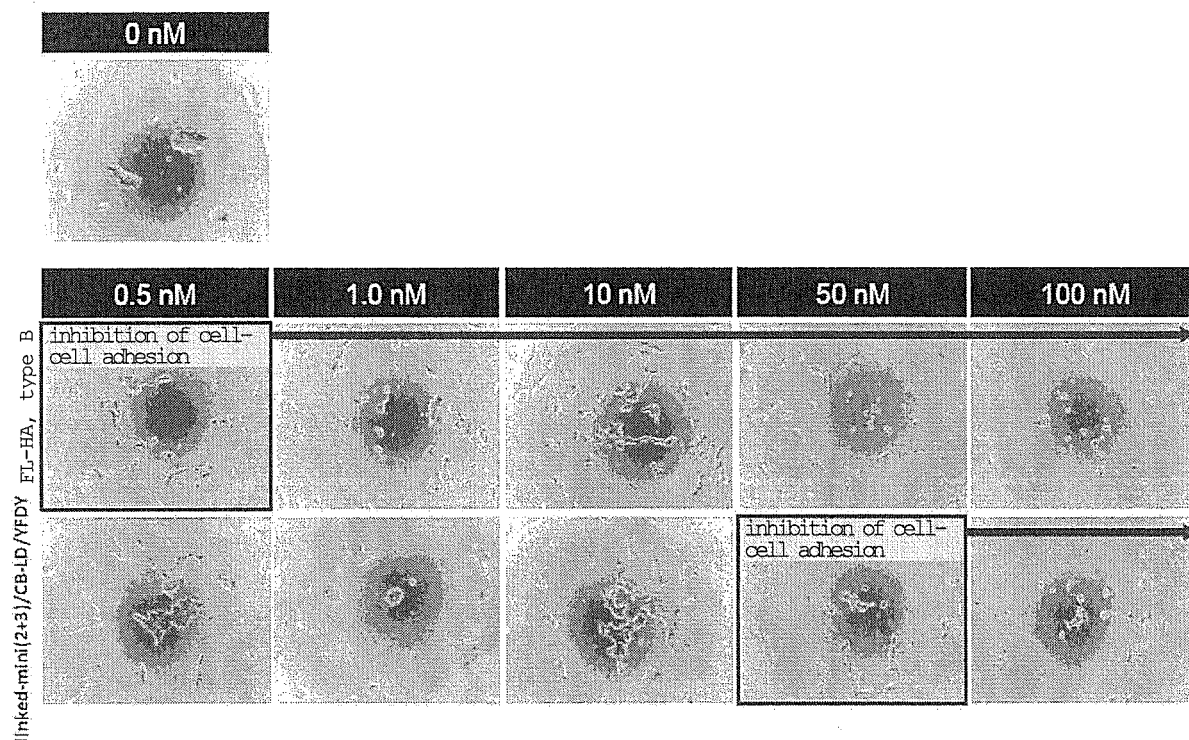 0 nM
0.5 nM 1.0 nM 10 nM 50 nM 100 nM
FL-HA, type B
inhibition of cell-
cell adhesion
linked-mini(2+3)/CB-LD/YFDY
inhibition of cell-
cell adhesion